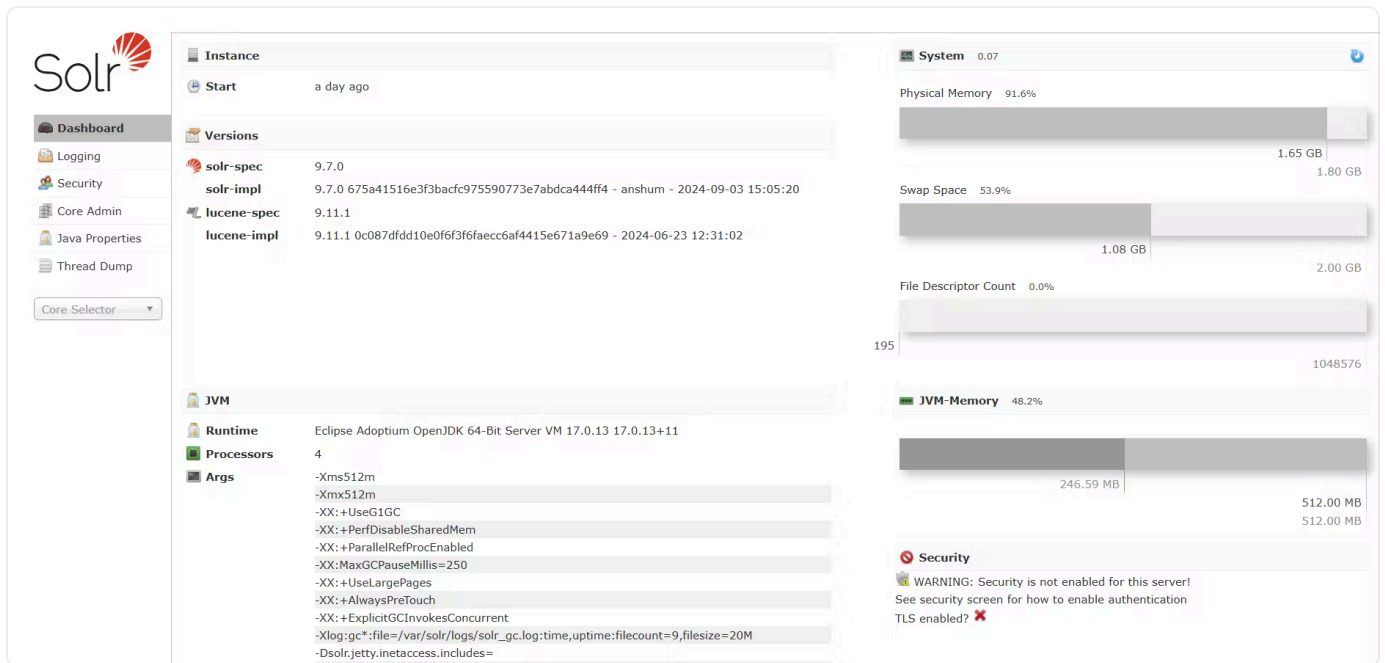 Solr
Dashboard
Logging
Security
Core Admin
Java Properties
Thread Dump
Core Selector
Instance
Start a day ago
Versions
solr-spec 9.7.0
solr-impl 9.7.0 675a41516e3f3bacfc975590773e7abdca444ff4 - anshum - 2024-09-03 15:05:20
lucene-spec 9.11.1
lucene-impl 9.11.1 0c087dfdd10e0f6f3f6faecc6af4415e671a9e69 - 2024-06-23 12:31:02
JVM
Runtime Eclipse Adoptium OpenJDK 64-Bit Server VM 17.0.13 17.0.13+11
Processors 4
Args -Xms512m
-Xmx512m
-XX:+UseG1GC
-XX:+PerfDisableSharedMem
-XX:+ParallelRefProcEnabled
-XX:MaxGCPauseMillis=250
-XX:+UseLargePages
-XX:+AlwaysPreTouch
-XX:+ExplicitGCInvokesConcurrent
-Xlog:gc*:file=/var/solr/logs/solr_gc.log:time,uptime:filecount=9,filesize=20M
-Dsolr.jetty.inetaccess.includes=
System 0.07
Physical Memory 91.6%
1.65 GB
1.80 GB
Swap Space 53.9%
1.08 GB
2.00 GB
File Descriptor Count 0.0%
195
1048576
JVM-Memory 48.2%
246.59 MB
512.00 MB
512.00 MB
Security
WARNING: Security is not enabled for this server!
See security screen for how to enable authentication
TLS enabled?